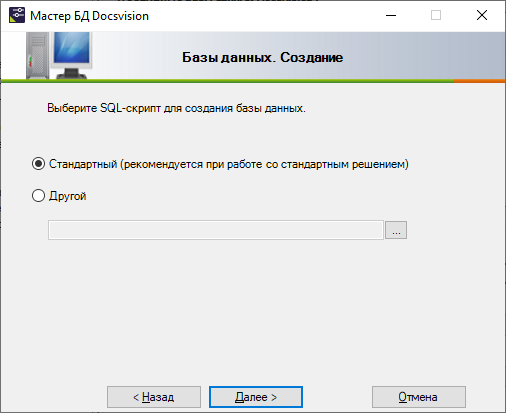 Мастер БД Docsvision
Базы данных. Создание
Выберите SQL-скрипт для создания базы данных.
Стандартный (рекомендуется при работе со стандартным решением)
Другой
...
< Назад
Далее >
Отмена